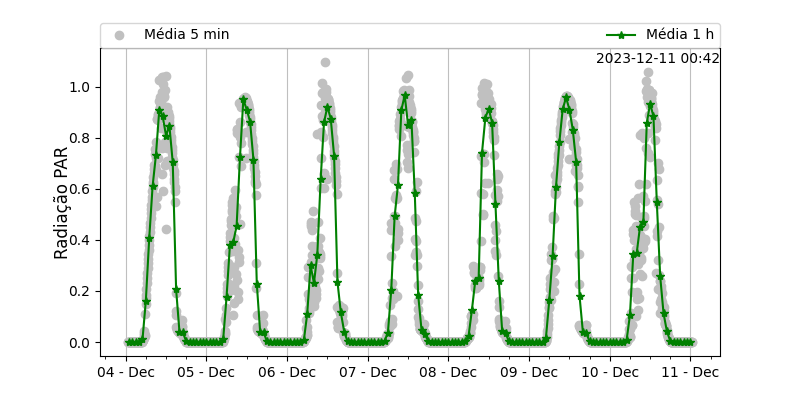 Média 5 min Média 1 h
2023-12-11 00:42
Radiação PAR
1.0
0.8
0.6
0.4
0.2
0.0
04 - Dec 05 - Dec 06 - Dec 07 - Dec 08 - Dec 09 - Dec 10 - Dec 11 - Dec